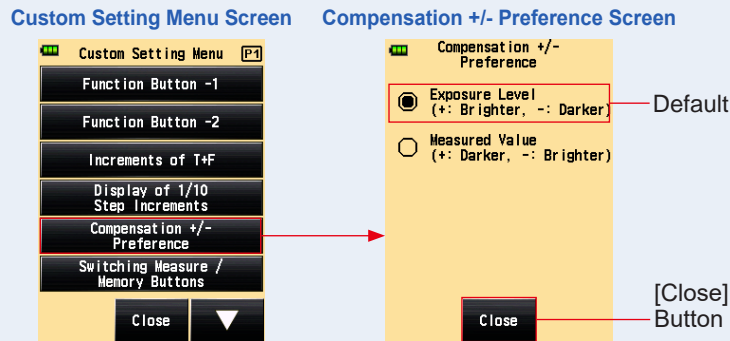 Custom Setting Menu Screen
Custom Setting Menu P1
Function Button -1
Function Button -2
Increments of T+F
Display of 1/10
Step Increments
Compensation +/-
Preference
Switching Measure /
Memory Buttons
Close
Compensation +/- Preference Screen
Compensation +/-
Preference
Exposure Level
(+: Brighter, -: Darker)
Default
Measured Value
(+: Darker, -: Brighter)
Close
[Close]
Button